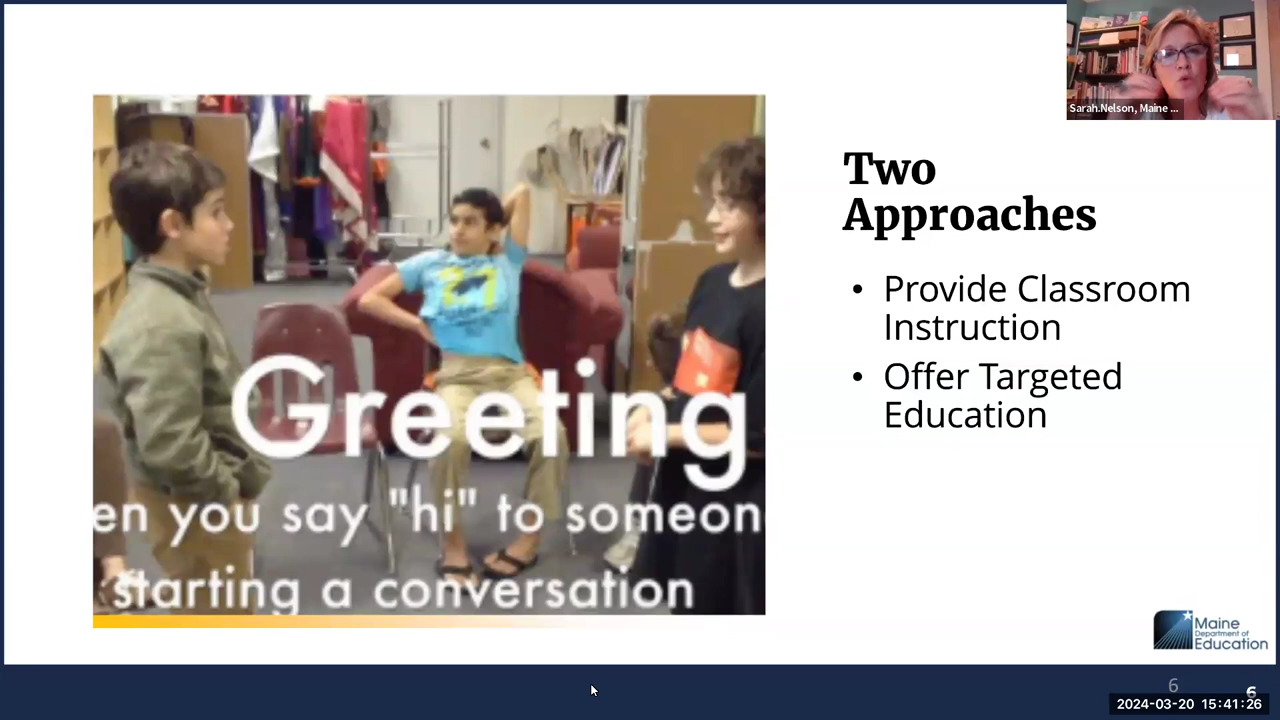 Sarah.Nelson, Maine ...
Two
Approaches
• Provide Classroom
Instruction
• Offer Targeted
Education
27
Greeting
en you say "hi" to someon
starting a conversation
Maine
Department of
Education
6
6
2024-03-20 15:41:26